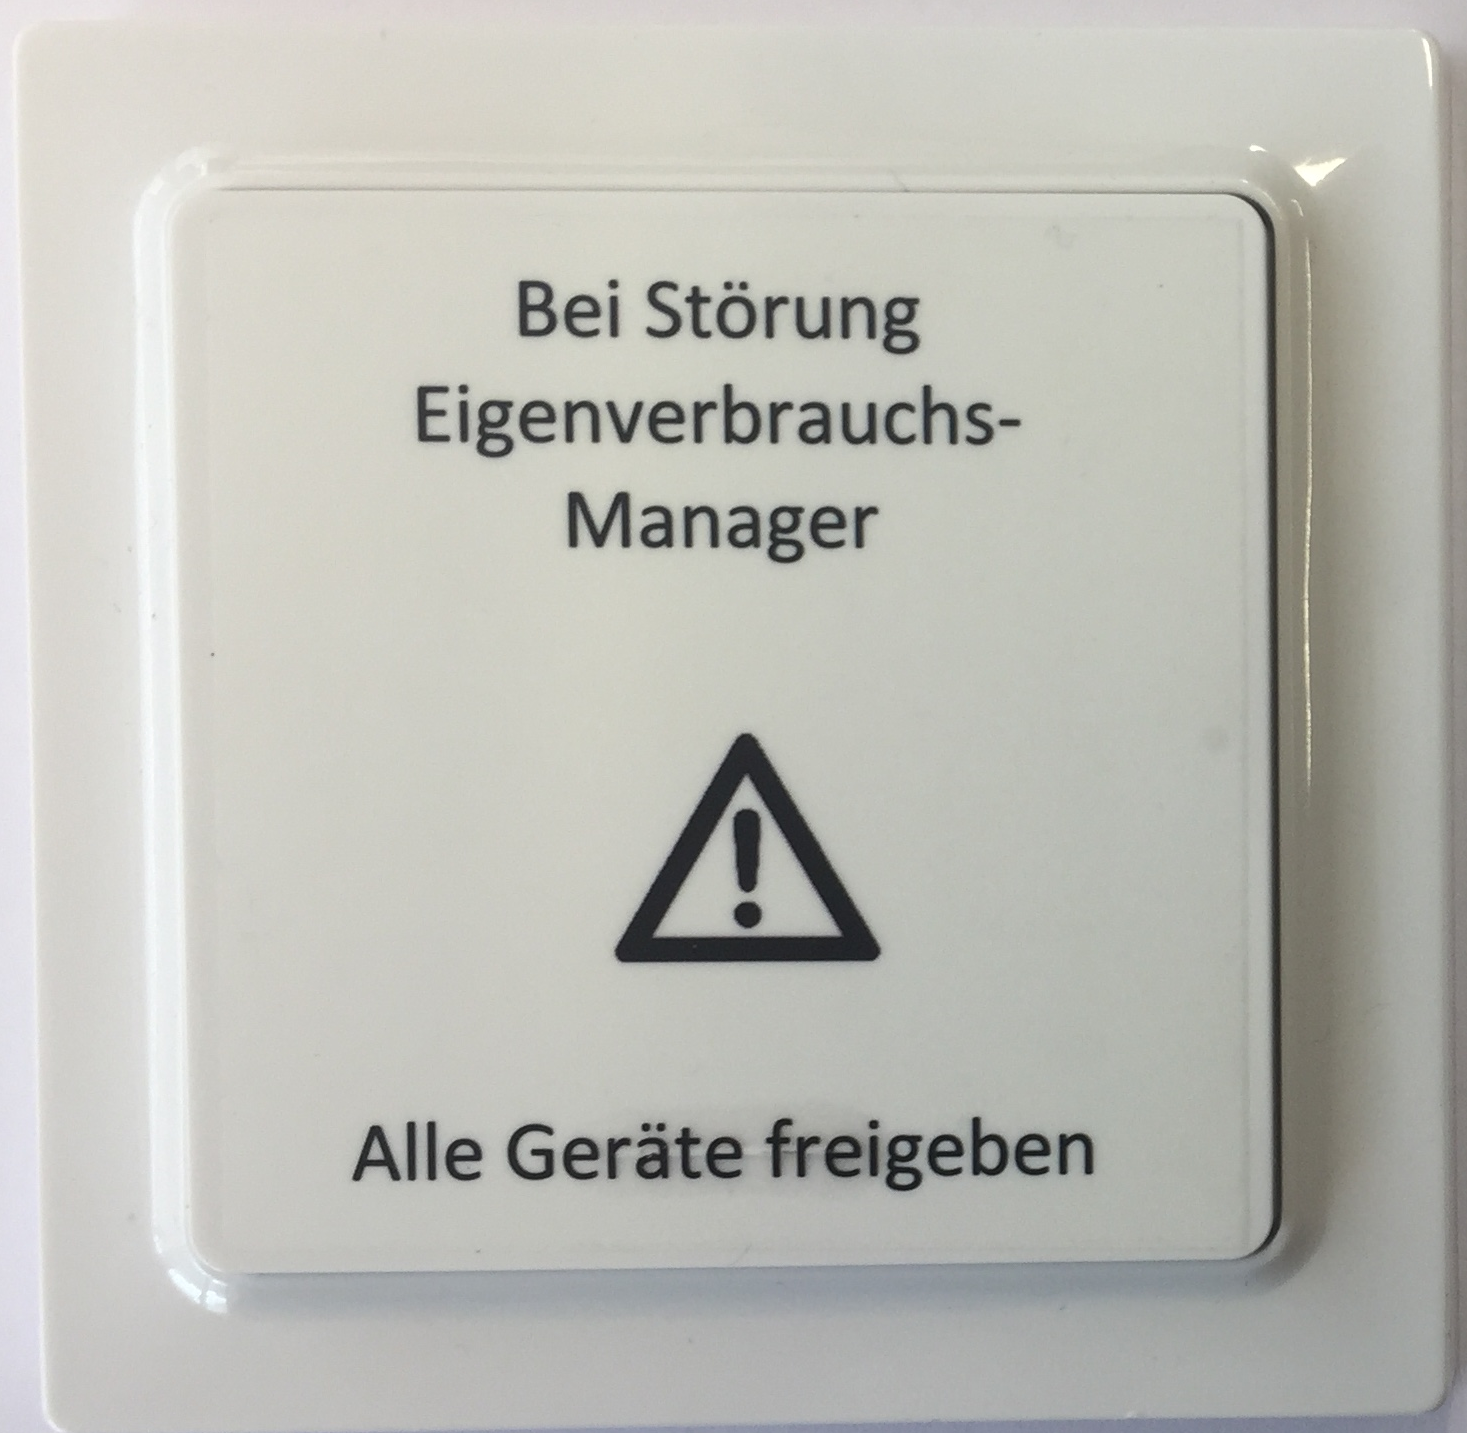 Bei Störung
Eigenverbrauchs-
Manager
Alle Geräte freigeben